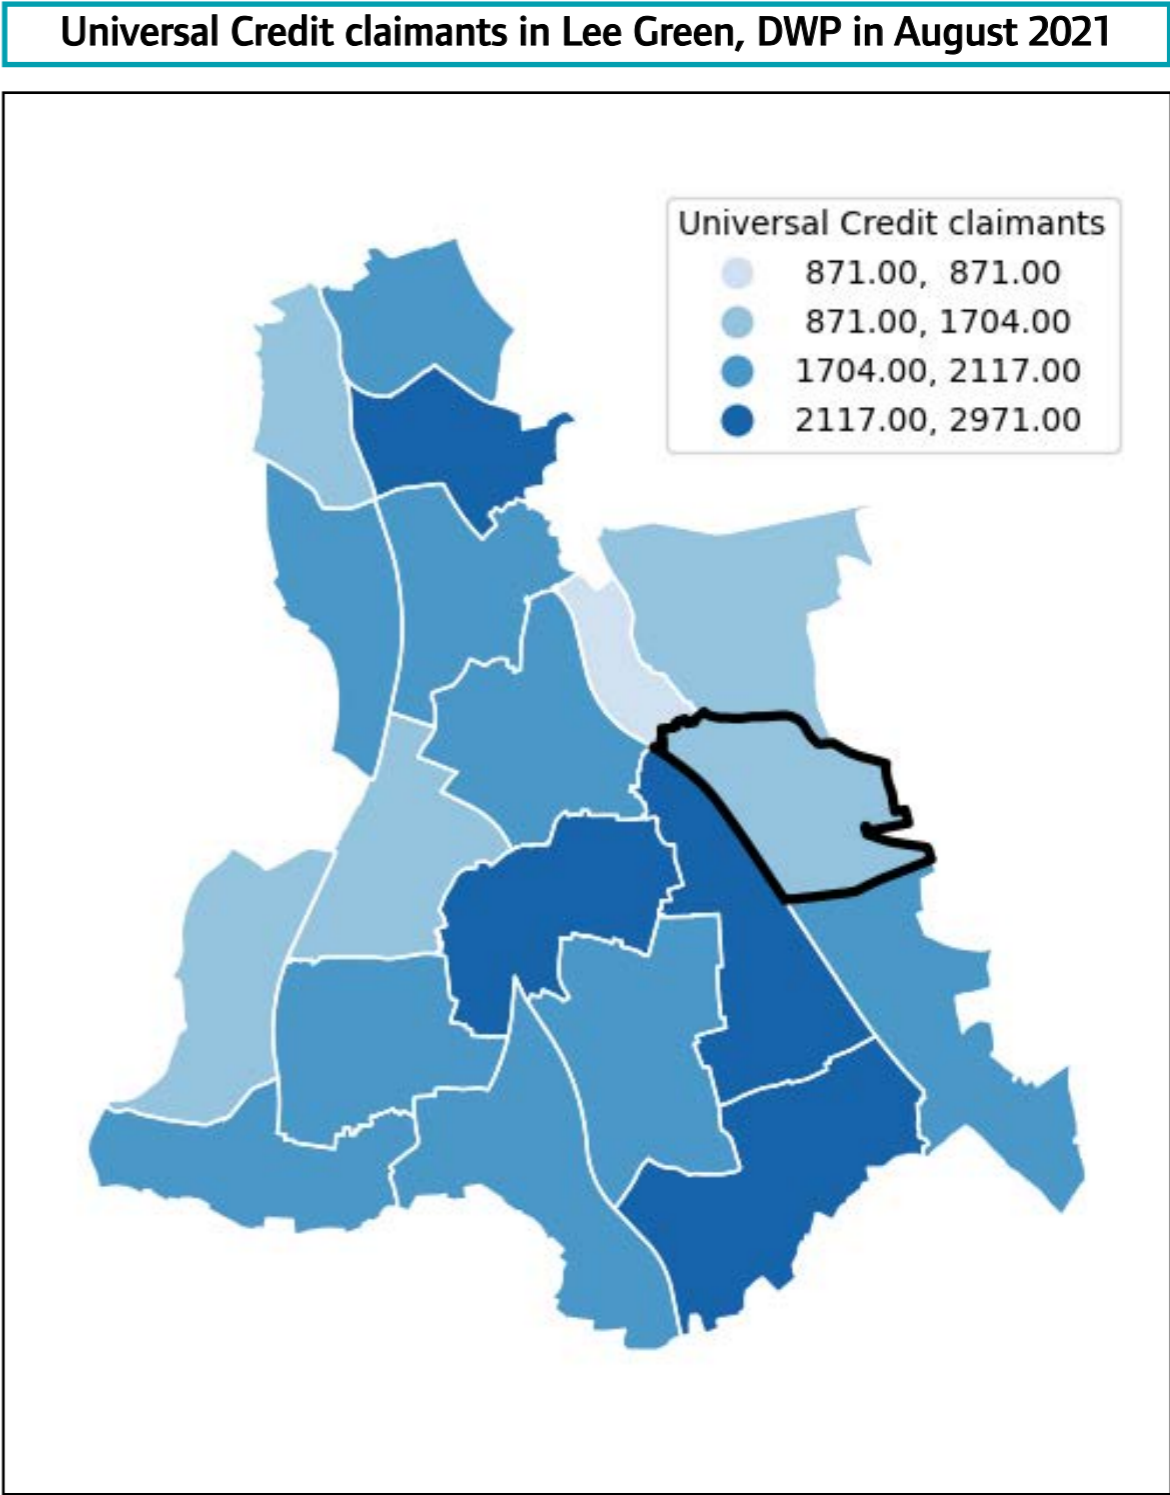 Universal Credit claimants in Lee Green, DWP in August 2021
Universal Credit claimants
871.00, 871.00
871.00, 1704.00
1704.00, 2117.00
2117.00, 2971.00